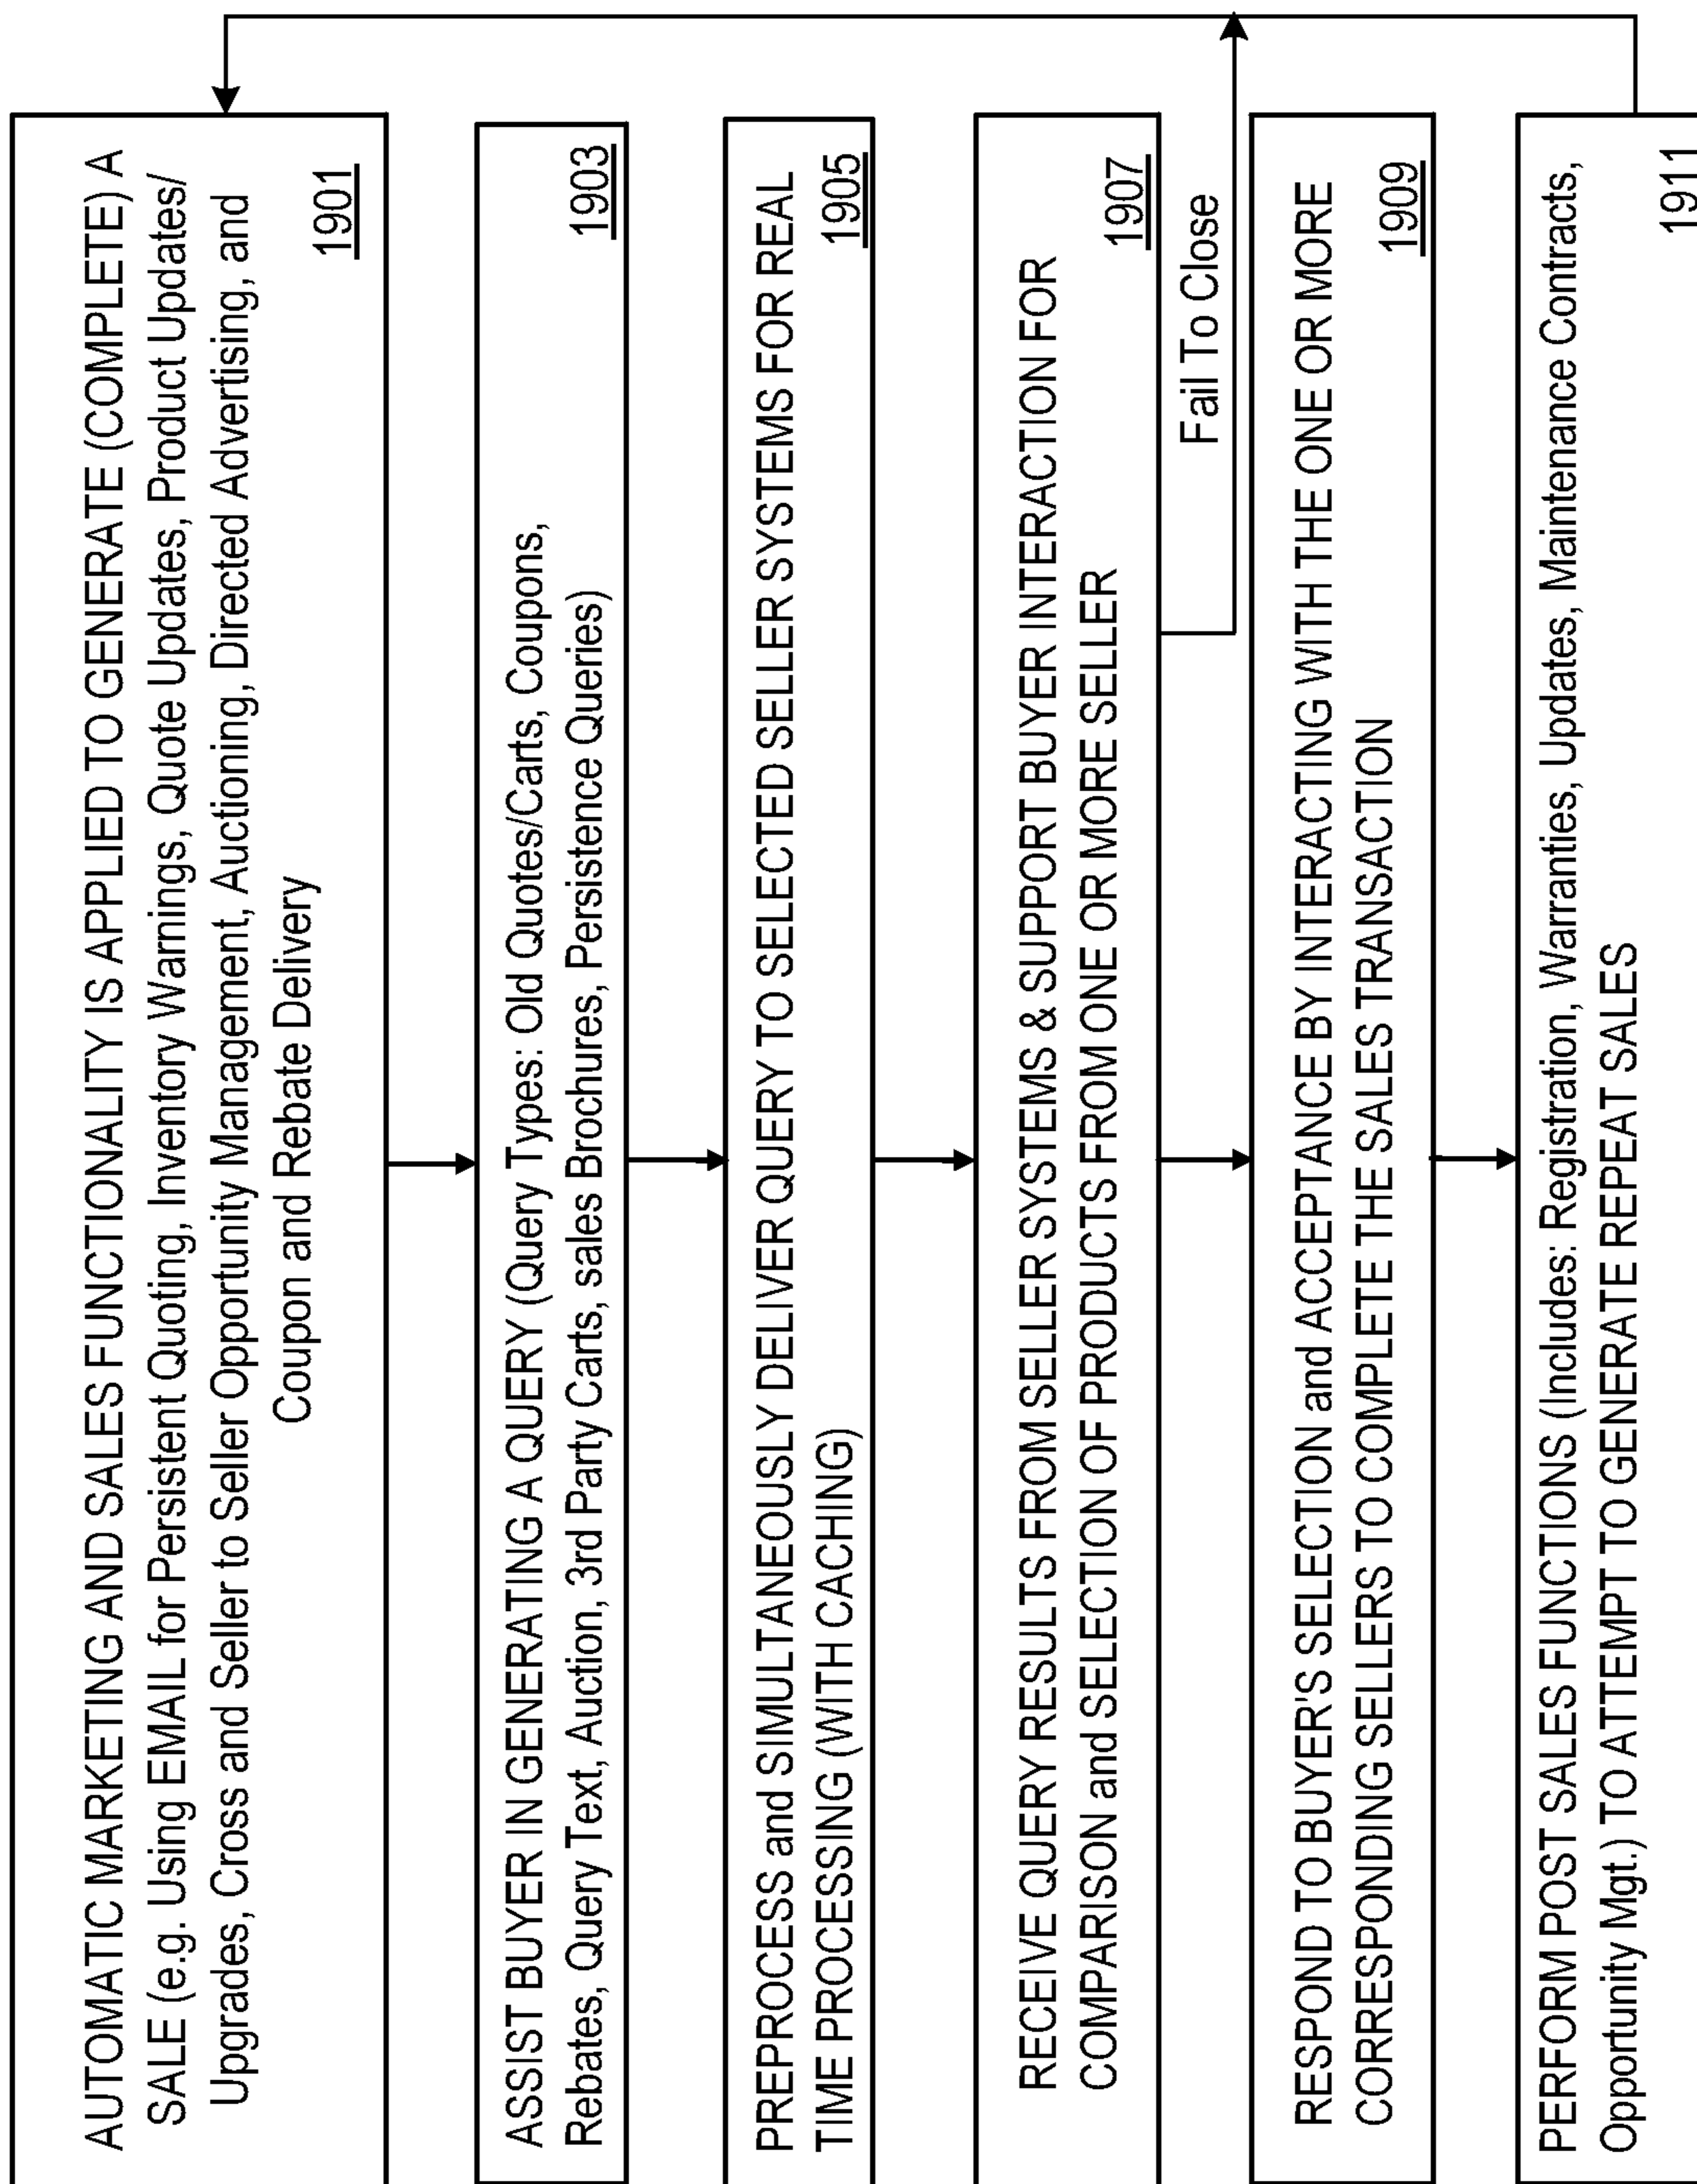 AUTOMATIC MARKETING AND SALES FUNCTIONALITY IS APPLIED TO GENERATE (COMPLETE) A
SALE (e.g. Using EMAIL for Persistent Quoting, Inventory Warnings, Quote Updates, Product Updates/
Upgrades, Cross and Seller to Seller Opportunity Management, Auctioning, Directed Advertising, and
Coupon and Rebate Delivery
1901
ASSIST BUYER IN GENERATING A QUERY (Query Types: Old Quotes/Carts, Coupons,
Rebates, Query Text, Auction, 3rd Party Carts, sales Brochures, Persistence Queries)
1903
PREPROCESS and SIMULTANEOUSLY DELIVER QUERY TO SELECTED SELLER SYSTEMS FOR REAL
TIME PROCESSING (WITH CACHING)
1905
RECEIVE QUERY RESULTS FROM SELLER SYSTEMS & SUPPORT BUYER INTERACTION FOR
COMPARISON and SELECTION OF PRODUCTS FROM ONE OR MORE SELLER
1907
Fail To Close
RESPOND TO BUYER'S SELECTION and ACCEPTANCE BY INTERACTING WITH THE ONE OR MORE
CORRESPONDING SELLERS TO COMPLETE THE SALES TRANSACTION
1909
PERFORM POST SALES FUNCTIONS (Includes: Registration, Warranties, Updates, Maintenance Contracts,
Opportunity Mgt.) TO ATTEMPT TO GENERATE REPEAT SALES
1911